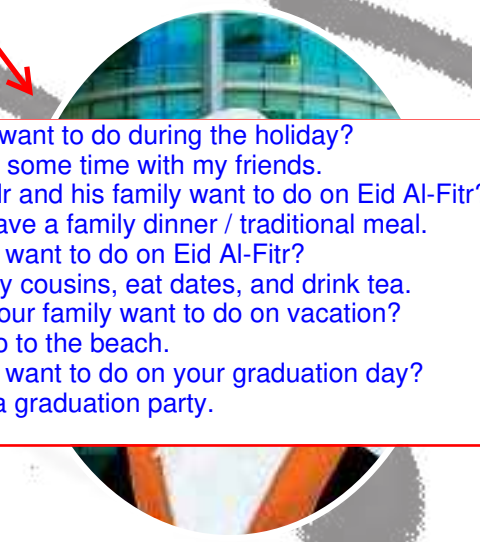 want to do during the holiday?
some time with my friends.
r and his family want to do on Eid Al-Fitr?
ave a family dinner / traditional meal.
want to do on Eid Al-Fitr?
y cousins, eat dates, and drink tea.
our family want to do on vacation?
o to the beach.
want to do on your graduation day?
a graduation party.